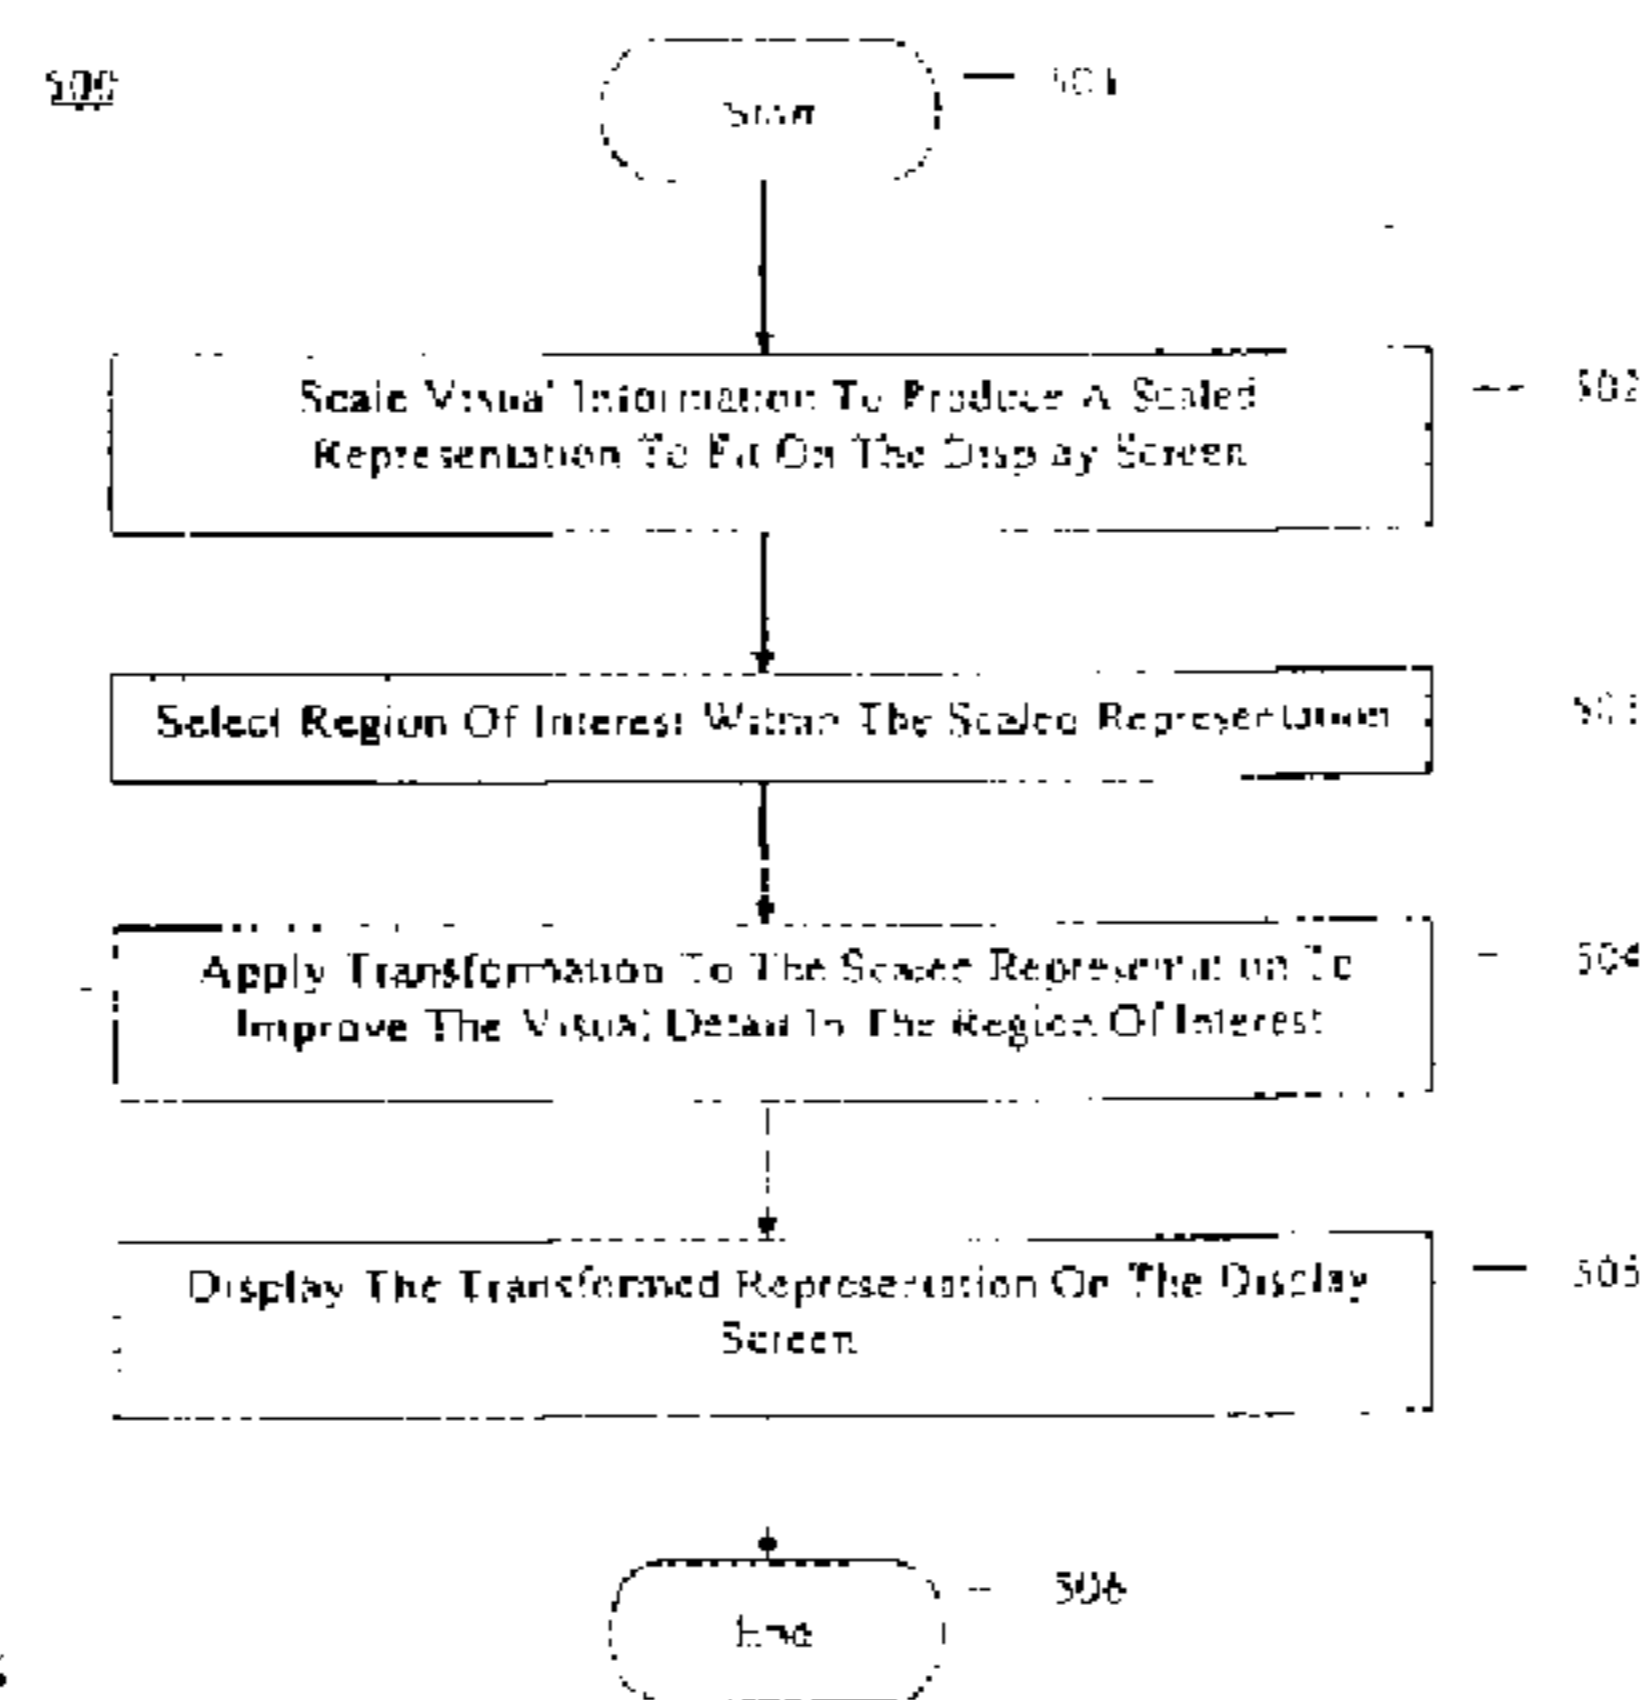 500
Start
501
Scale Visual Information To Produce A Scaled
Representation To Fit On The Display Screen
502
Select Region Of Interest Within The Scaled Representation
503
Apply Transformation To The Scaled Representation To
Improve The Visual Detail In The Region Of Interest
504
Display The Transformed Representation On The Display
Screen
505
End
506